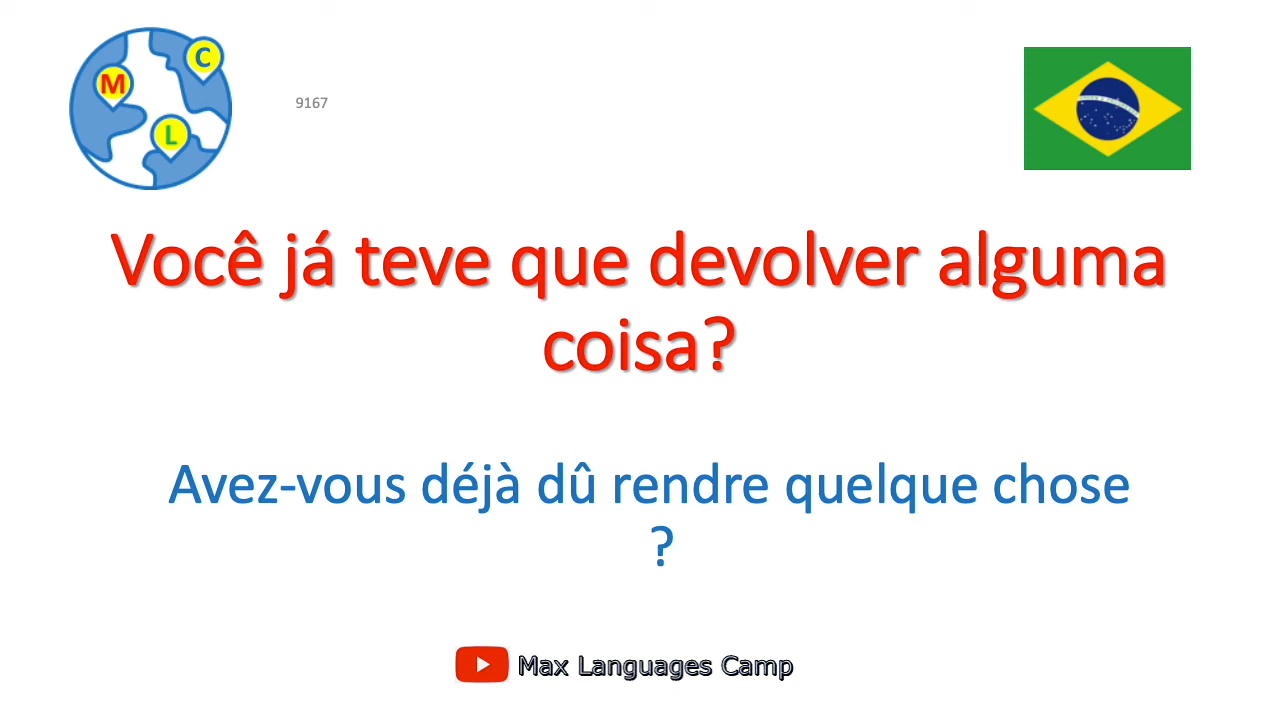 C
M
L
9167
Você já teve que devolver alguma
coisa?
Avez-vous déjà dû rendre quelque chose
?
Max Languages Camp